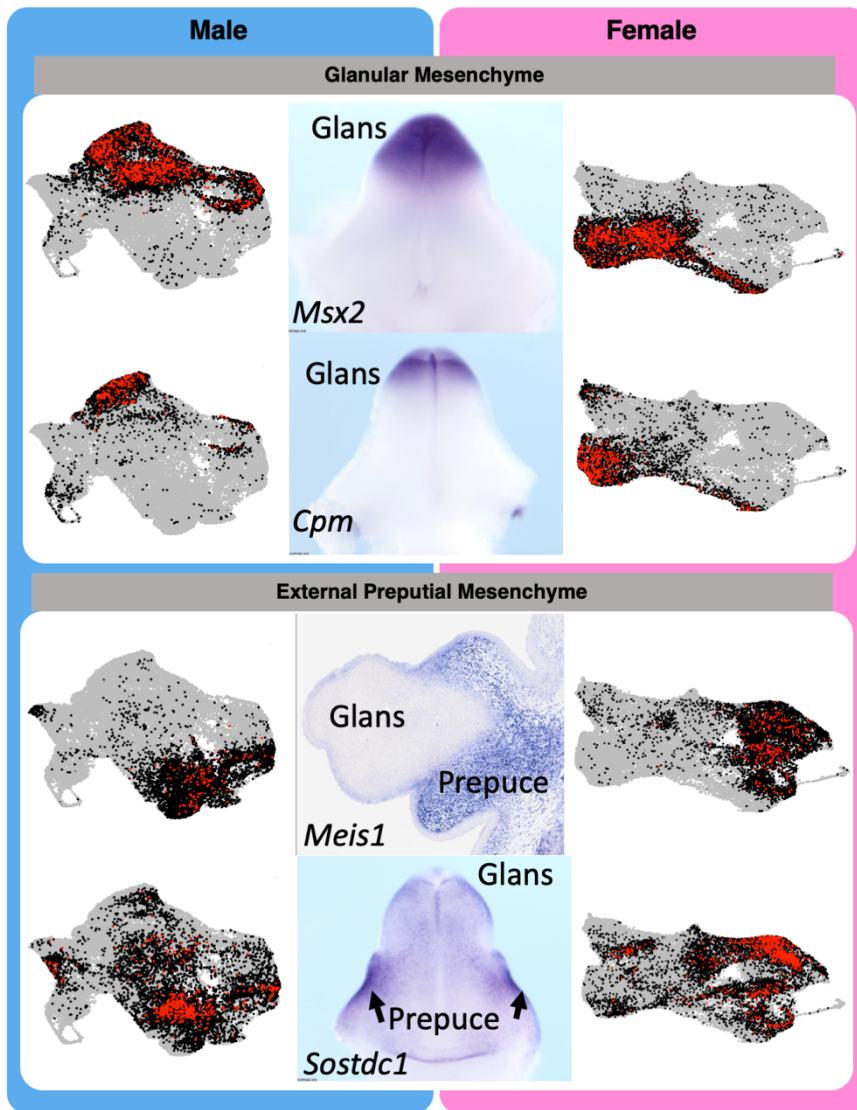 Male
Female
Glanular Mesenchyme
Glans
Msx2
Glans
Cpm
External Preputial Mesenchyme
Glans
Prepuce
Meis1
Glans
Prepuce
Sostdc1